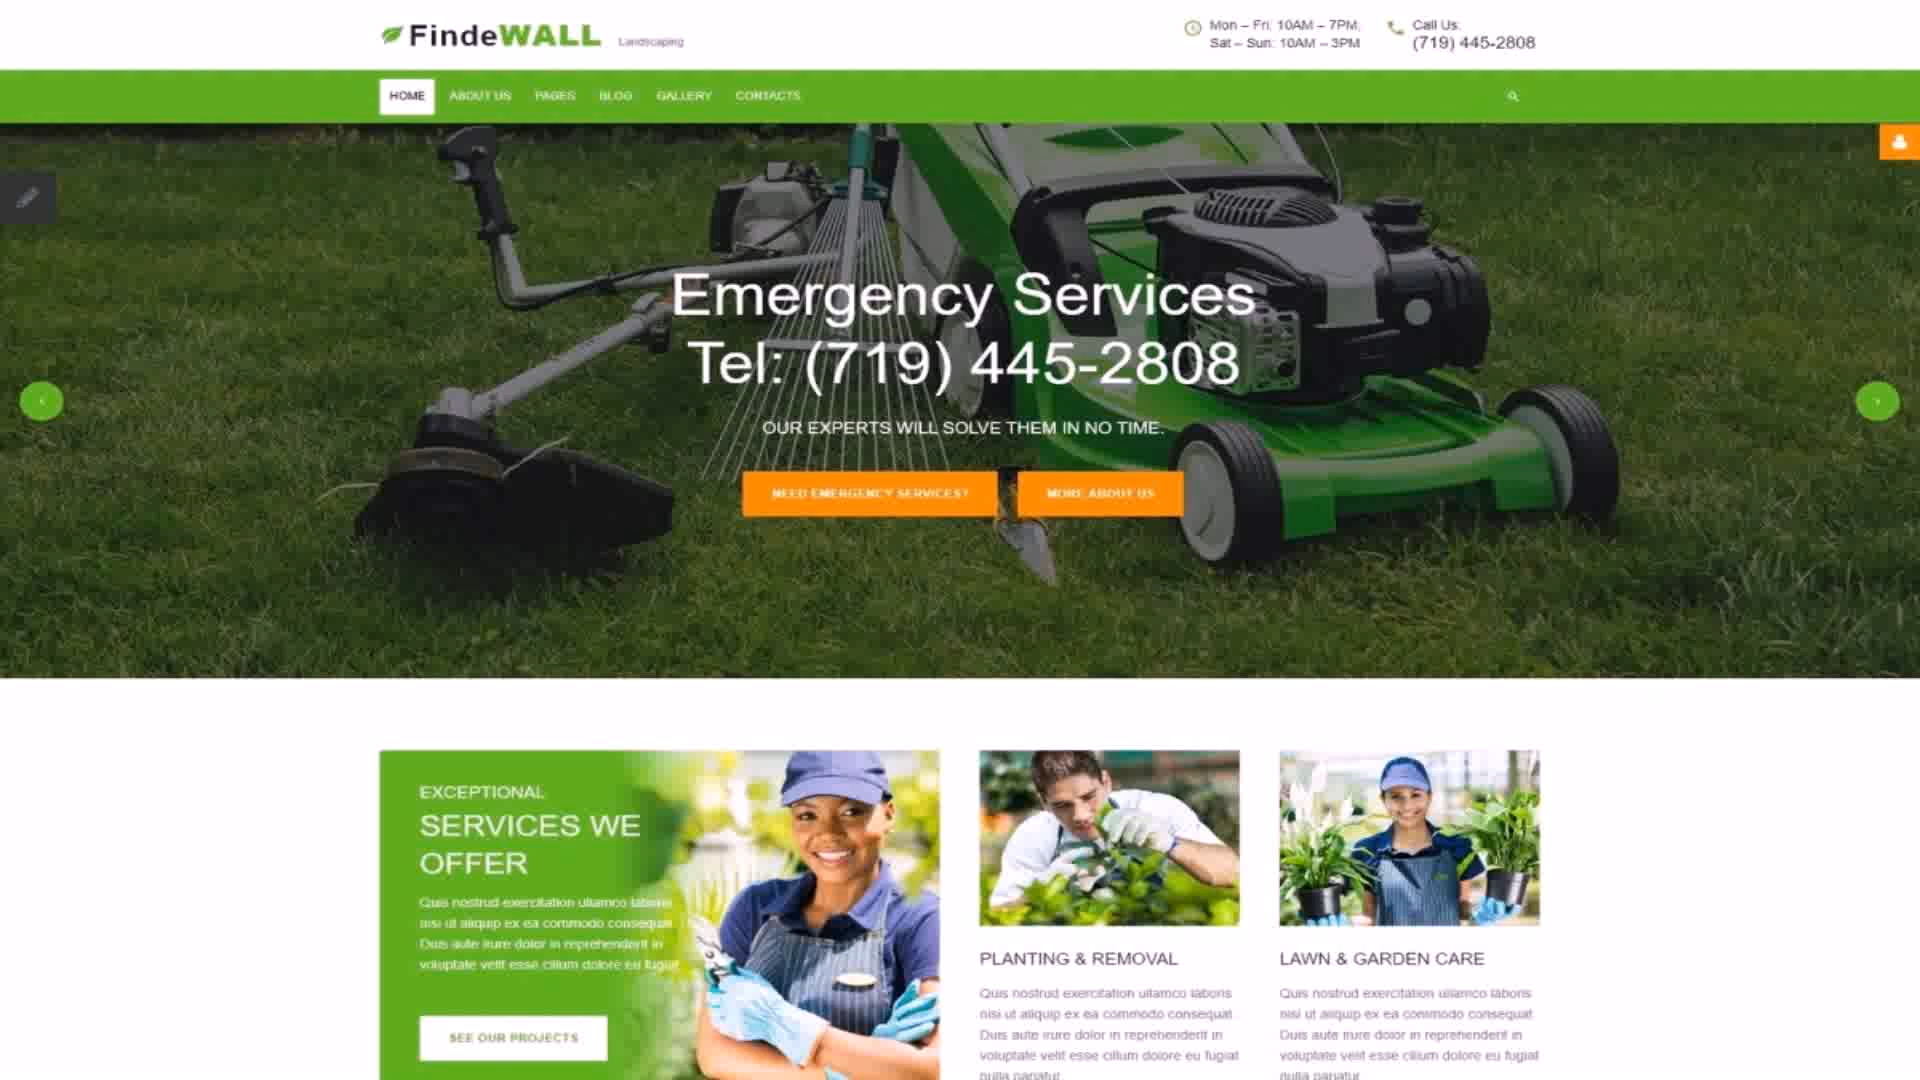 FindeWALL Landscaping
Mon – Fri: 10AM – 7PM;
Sat – Sun: 10AM – 3PM
Call Us:
(719) 445-2808
HOME ABOUT US PAGES BLOG GALLERY CONTACTS
Emergency Services
Tel: (719) 445-2808
OUR EXPERTS WILL SOLVE THEM IN NO TIME.
NEED EMERGENCY SERVICES? MORE ABOUT US
EXCEPTIONAL
SERVICES WE
OFFER
Quis nostrud exercitation ullamco laboris
nisi ut aliquip ex ea commodo consequat.
Duis aute irure dolor in reprehenderit in
voluptate velit esse cillum dolore eu fugiat
SEE OUR PROJECTS
PLANTING & REMOVAL
Quis nostrud exercitation ullamco laboris
nisi ut aliquip ex ea commodo consequat.
Duis aute irure dolor in reprehenderit in
voluptate velit esse cillum dolore eu fugiat
nulla pariatur.
LAWN & GARDEN CARE
Quis nostrud exercitation ullamco laboris
nisi ut aliquip ex ea commodo consequat.
Duis aute irure dolor in reprehenderit in
voluptate velit esse cillum dolore eu fugiat
nulla pariatur.